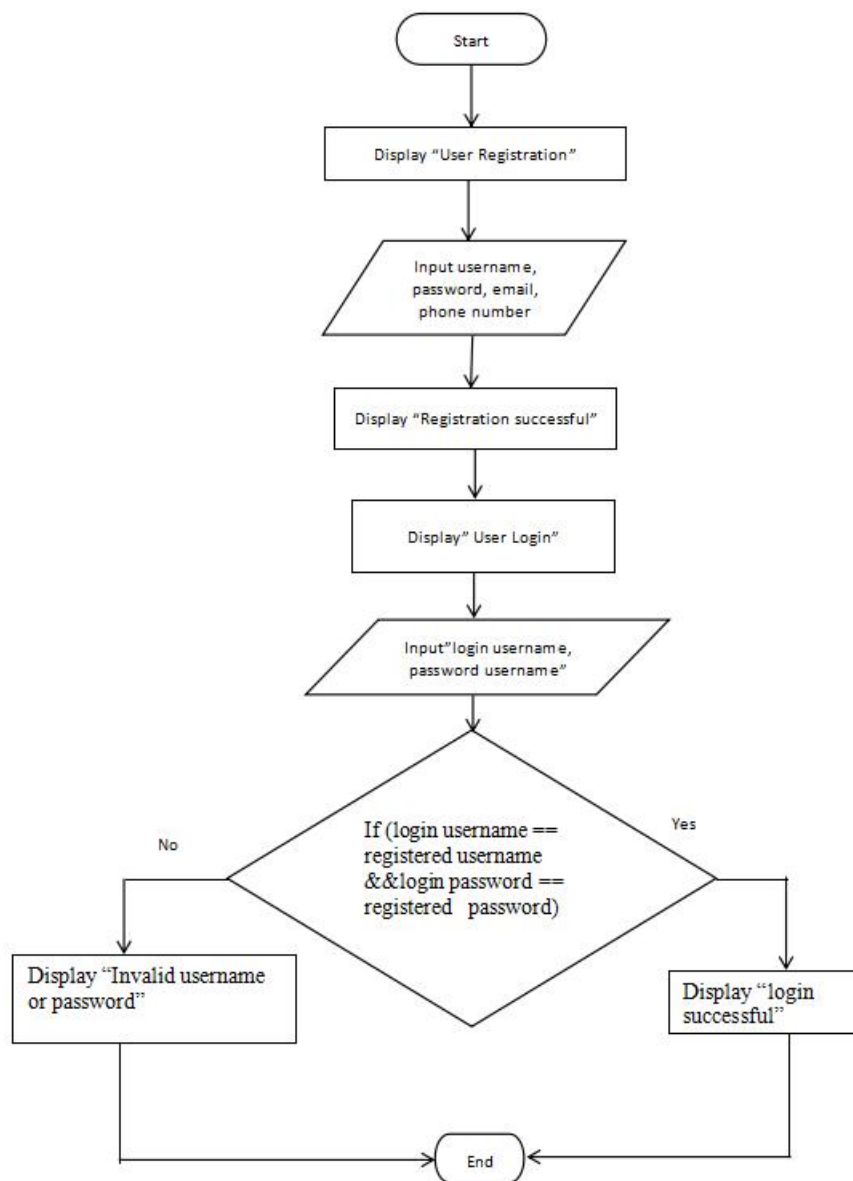 Start
Display “User Registration”
Input username,
password, email,
phone number
Display “Registration successful”
Display” User Login”
Input”login username,
password username”
If (login username ==
registered username
&&login password ==
registered password)
No
Yes
Display “Invalid username
or password”
Display “login
successful”
End